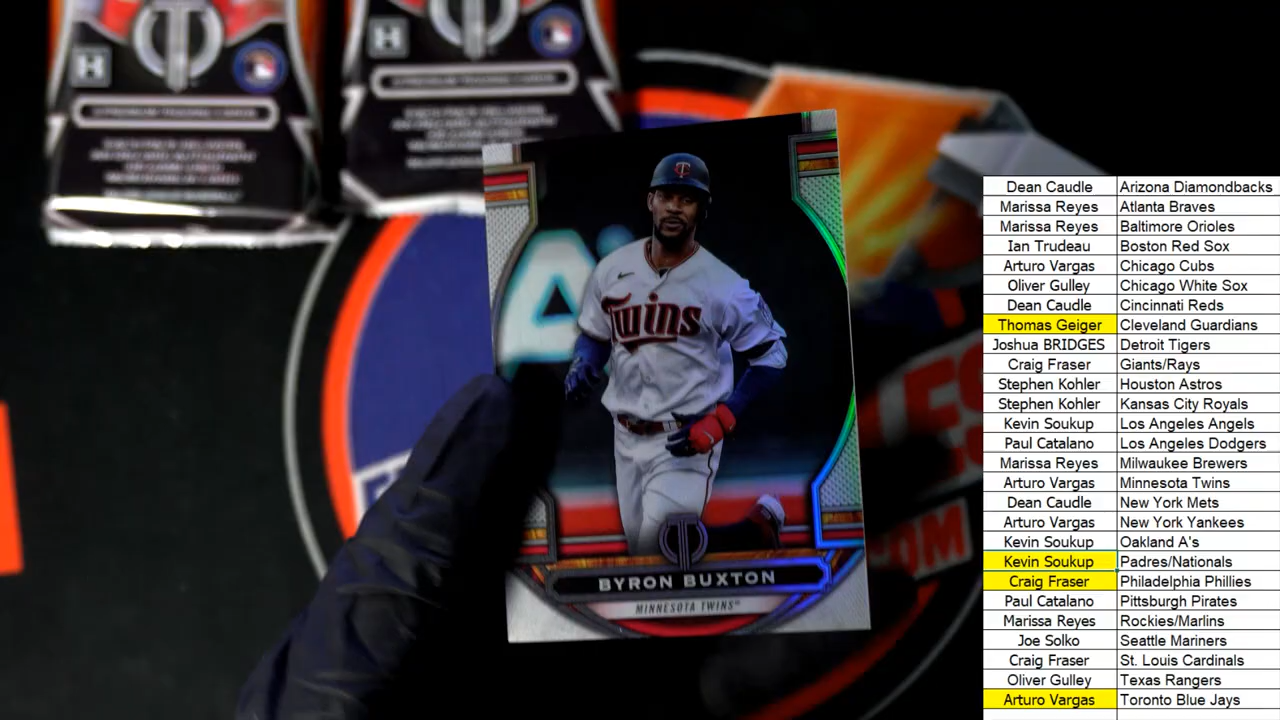 H
H
Twins
BYRON BUXTON
MINNESOTA TWINS
Dean Caudle Arizona Diamondbacks
Marissa Reyes Atlanta Braves
Marissa Reyes Baltimore Orioles
Ian Trudeau Boston Red Sox
Arturo Vargas Chicago Cubs
Oliver Gulley Chicago White Sox
Dean Caudle Cincinnati Reds
Thomas Geiger Cleveland Guardians
Joshua BRIDGES Detroit Tigers
Craig Fraser Giants/Rays
Stephen Kohler Houston Astros
Stephen Kohler Kansas City Royals
Kevin Soukup Los Angeles Angels
Paul Catalano Los Angeles Dodgers
Marissa Reyes Milwaukee Brewers
Arturo Vargas Minnesota Twins
Dean Caudle New York Mets
Arturo Vargas New York Yankees
Kevin Soukup Oakland A's
Kevin Soukup Padres/Nationals
Craig Fraser Philadelphia Phillies
Paul Catalano Pittsburgh Pirates
Marissa Reyes Rockies/Marlins
Joe Solko Seattle Mariners
Craig Fraser St. Louis Cardinals
Oliver Gulley Texas Rangers
Arturo Vargas Toronto Blue Jays